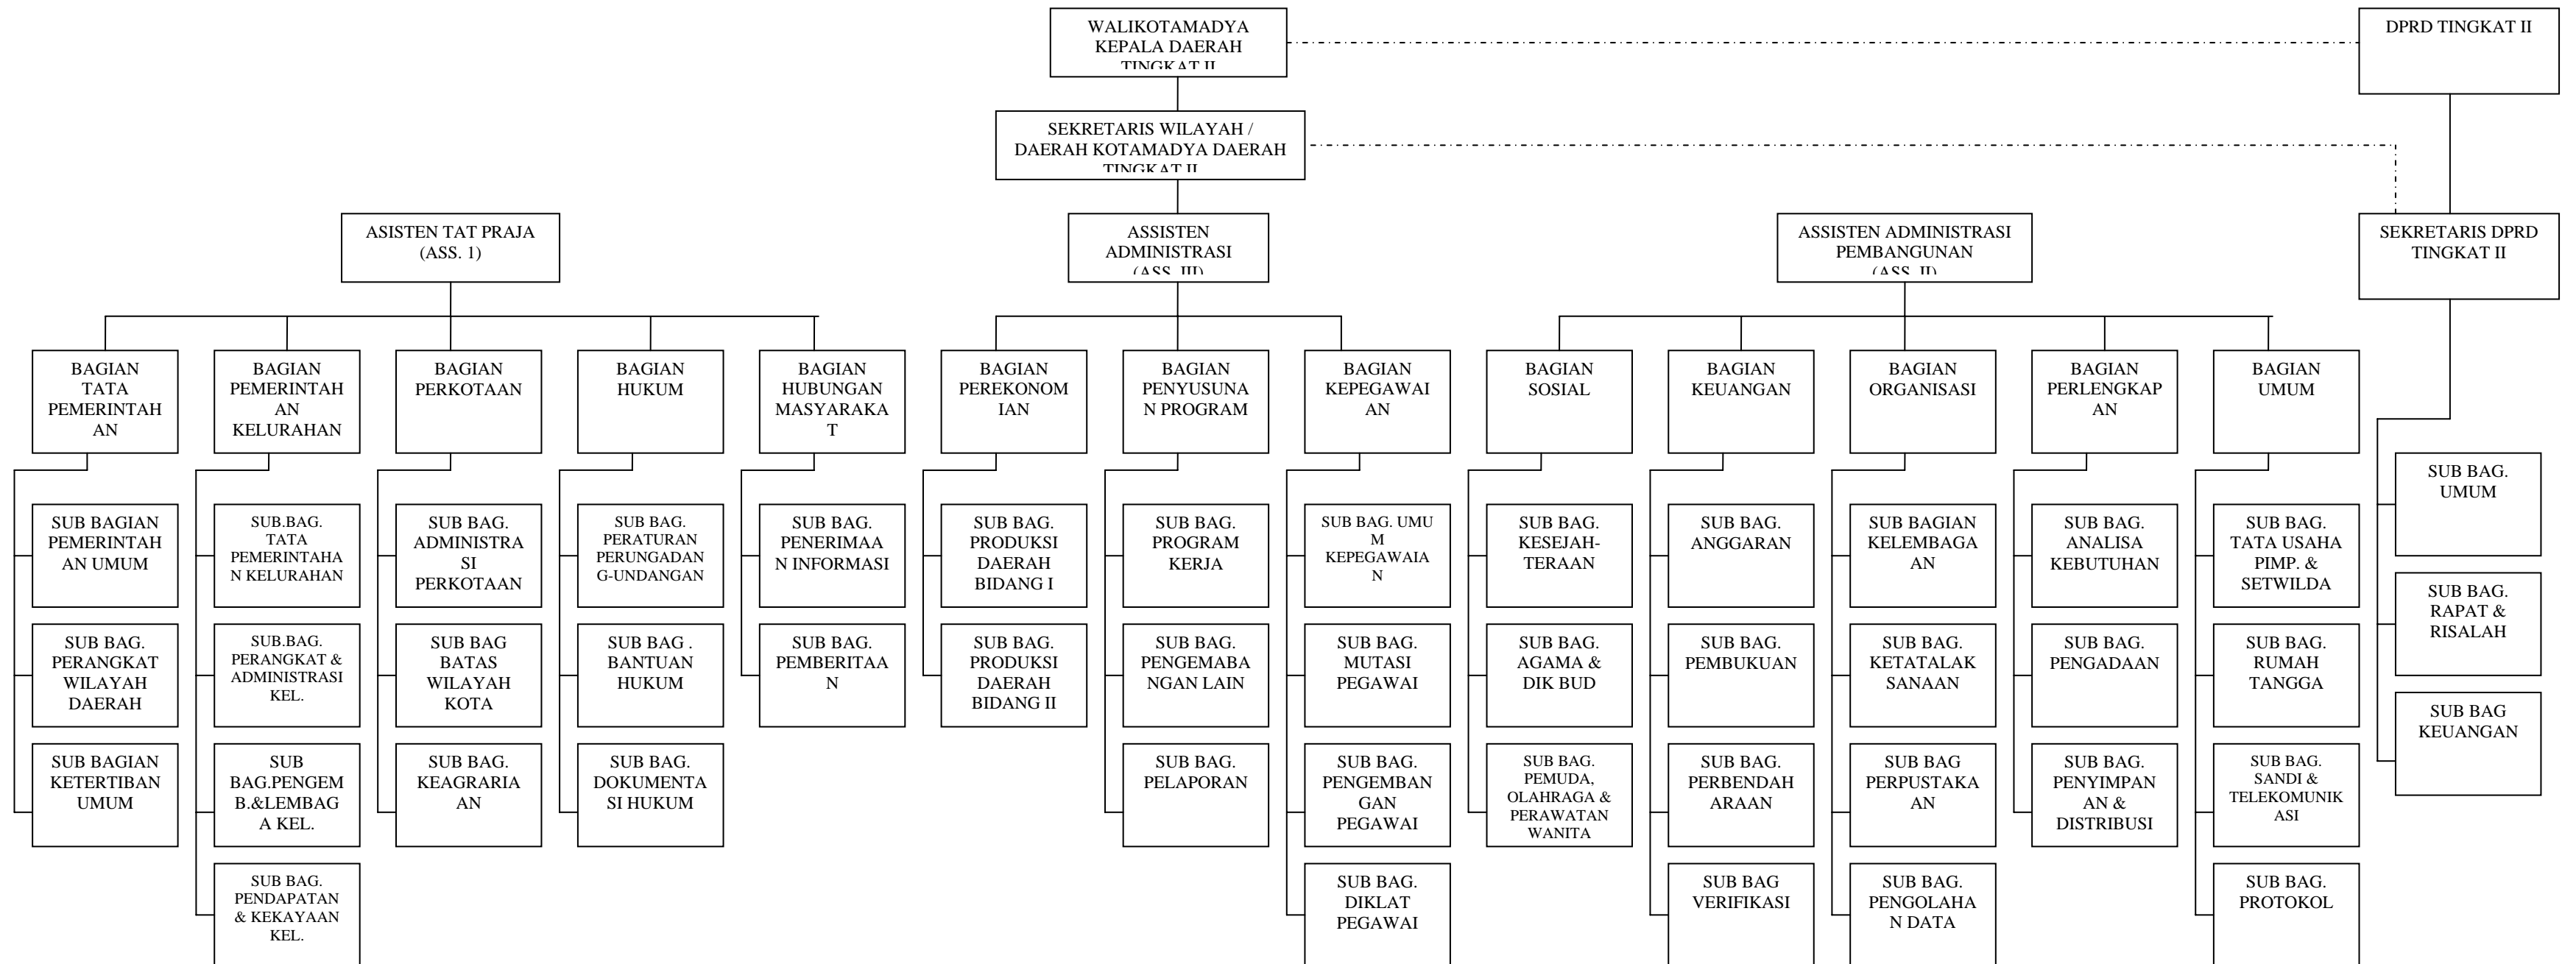 WALIKOTAMADYA
KEPALA DAERAH
TINGKAT II
DPRD TINGKAT II
SEKRETARIS WILAYAH /
DAERAH KOTAMADYA DAERAH
TINGKAT II
ASISTEN TAT PRAJA
(ASS. 1)
ASSISTEN
ADMINISTRASI
(ASS. III)
ASSISTEN ADMINISTRASI
PEMBANGUNAN
(ASS. II)
SEKRETARIS DPRD
TINGKAT II
BAGIAN
TATA
PEMERINTAH
AN
BAGIAN
PEMERINTAH
AN
KELURAHAN
BAGIAN
PERKOTAAN
BAGIAN
HUKUM
BAGIAN
HUBUNGAN
MASYARAKA
T
BAGIAN
PEREKONOM
IAN
BAGIAN
PENYUSUNA
N PROGRAM
BAGIAN
KEPEGAWAI
AN
BAGIAN
SOSIAL
BAGIAN
KEUANGAN
BAGIAN
ORGANISASI
BAGIAN
PERLENGKAP
AN
BAGIAN
UMUM
SUB BAGIAN
PEMERINTAH
AN UMUM
SUB.BAG.
TATA
PEMERINTAHA
N KELURAHAN
SUB BAG.
ADMINISTRA
SI
PERKOTAAN
SUB BAG.
PERATURAN
PERUNGADAN
G-UNDANGAN
SUB BAG.
PENERIMAA
N INFORMASI
SUB BAG.
PRODUKSI
DAERAH
BIDANG I
SUB BAG.
PROGRAM
KERJA
SUB BAG. UMU
M
KEPEGAWAIA
N
SUB BAG.
KESEJAH-
TERAAN
SUB BAG.
ANGGARAN
SUB BAGIAN
KELEMBAGA
AN
SUB BAG.
ANALISA
KEBUTUHAN
SUB BAG.
TATA USAHA
PIMP. &
SETWILDA
SUB BAG.
UMUM
SUB BAG.
PERANGKAT
WILAYAH
DAERAH
SUB.BAG.
PERANGKAT &
ADMINISTRASI
KEL.
SUB BAG
BATAS
WILAYAH
KOTA
SUB BAG .
BANTUAN
HUKUM
SUB BAG.
PEMBERITAA
N
SUB BAG.
PRODUKSI
DAERAH
BIDANG II
SUB BAG.
PENGEMABA
NGAN LAIN
SUB BAG.
MUTASI
PEGAWAI
SUB BAG.
AGAMA &
DIK BUD
SUB BAG.
PEMBUKUAN
SUB BAG.
KETATALAK
SANAAN
SUB BAG.
PENGADAAN
SUB BAG.
RUMAH
TANGGA
SUB BAG.
RAPAT &
RISALAH
SUB BAGIAN
KETERTIBAN
UMUM
SUB
BAG.PENGEM
B.&LEMBAG
A KEL.
SUB BAG.
KEAGRARIA
AN
SUB BAG.
DOKUMENTA
SI HUKUM
SUB BAG.
PELAPORAN
SUB BAG.
PENGEMBAN
GAN
PEGAWAI
SUB BAG.
PEMUDA,
OLAHRAGA &
PERAWATAN
WANITA
SUB BAG.
PERBENDAH
ARAAN
SUB BAG
PERPUSTAKA
AN
SUB BAG.
PENYIMPAN
AN &
DISTRIBUSI
SUB BAG.
SANDI &
TELEKOMUNIK
ASI
SUB BAG
KEUANGAN
SUB BAG.
PENDAPATAN
& KEKAYAAN
KEL.
SUB BAG.
DIKLAT
PEGAWAI
SUB BAG
VERIFIKASI
SUB BAG.
PENGOLAHA
N DATA
SUB BAG.
PROTOKOL